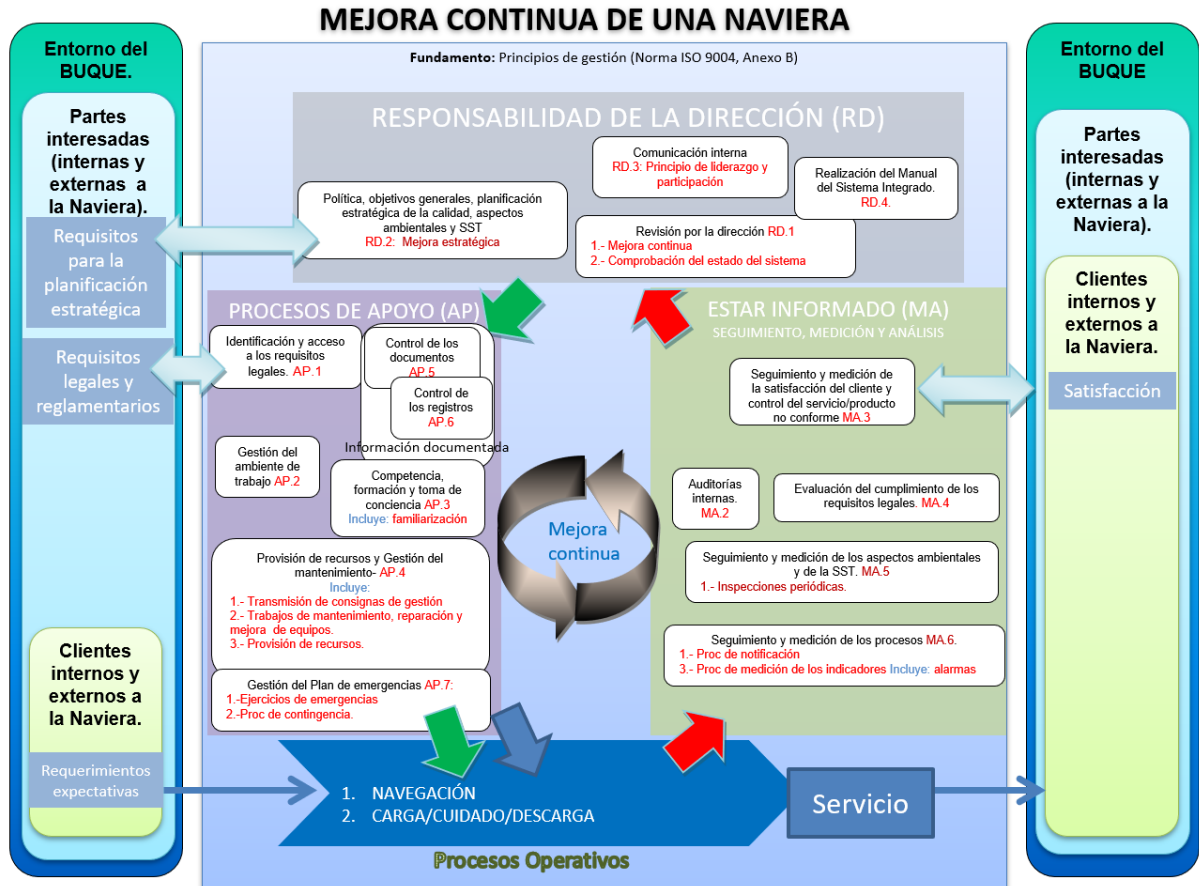 MEJORA CONTINUA DE UNA NAVIERA
Fundamento: Principios de gestión (Norma ISO 9004, Anexo B)
Entorno del
BUQUE.
Partes
interesadas
(internas y
externas a
la Naviera).
Requisitos
para la
planificación
estratégica
Requisitos
legales y
reglamentarios
Clientes
internos y
externos a
la Naviera.
Requerimientos
expectativas
RESPONSABILIDAD DE LA DIRECCIÓN (RD)
Política, objetivos generales, planificación
estratégica de la calidad, aspectos
ambientales y SST
RD.2: Mejora estratégica
Comunicación interna
RD.3: Principio de liderazgo y
participación
Realización del Manual
del Sistema Integrado.
RD.4.
Revisión por la dirección RD.1
1.- Mejora continua
2.- Comprobación del estado del sistema
PROCESOS DE APOYO (AP)
Identificación y acceso
a los requisitos
legales. AP.1
Control de los
documentos
AP.5
Control de
los registros
AP.6
Información documentada
Gestión del
ambiente de
trabajo AP.2
Competencia,
formación y toma de
conciencia AP.3
Incluye: familiarización
Provisión de recursos y Gestión del
mantenimiento- AP.4
Incluye:
1.- Transmisión de consignas de gestión
2.- Trabajos de mantenimiento, reparación y
mejora de equipos.
3.- Provisión de recursos.
Gestión del Plan de emergencias AP.7:
1.-Ejercicios de emergencias
2.-Proc de contingencia.
Mejora
continua
ESTAR INFORMADO (MA)
SEGUIMIENTO, MEDICIÓN Y ANÁLISIS
Seguimiento y medición de
la satisfacción del cliente y
control del servicio/producto
no conforme MA.3
Auditorías
internas.
MA.2
Evaluación del cumplimiento de los
requisitos legales. MA.4
Seguimiento y medición de los aspectos ambientales
y de la SST. MA.5
1.- Inspecciones periódicas.
Seguimiento y medición de los procesos MA.6.
1.- Proc de notificación
3.- Proc de medición de los indicadores Incluye: alarmas
1. NAVEGACIÓN
2. CARGA/CUIDADO/DESCARGA
Servicio
Procesos Operativos
Entorno del
BUQUE
Partes
interesadas
(internas y
externas a la
Naviera).
Clientes
internos y
externos a
la Naviera.
Satisfacción